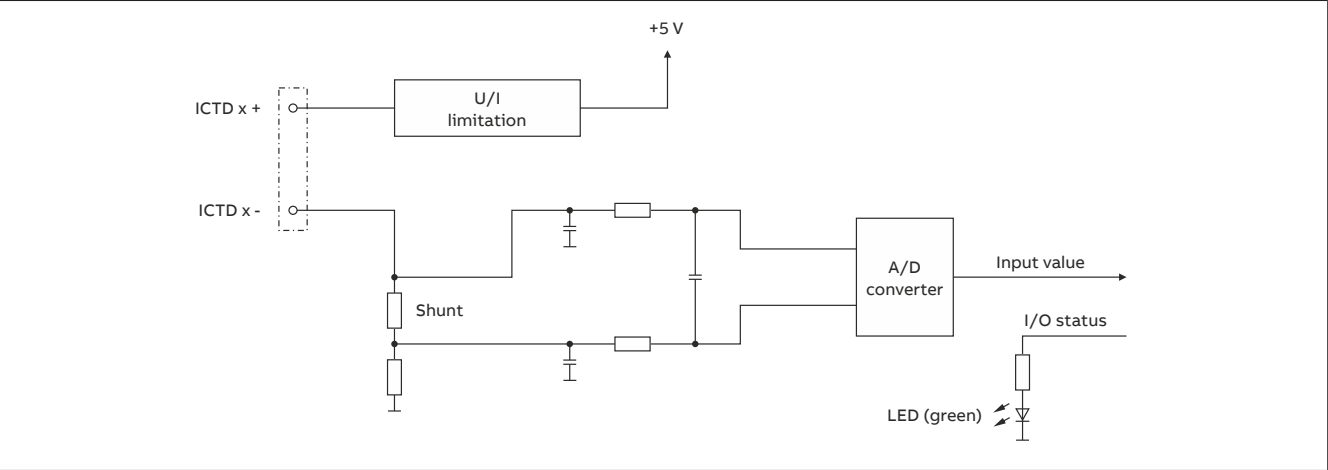 +5 V
ICTD x +
U/I
limitation
ICTD x -
A/D
converter
Input value
Shunt
I/O status
LED (green)